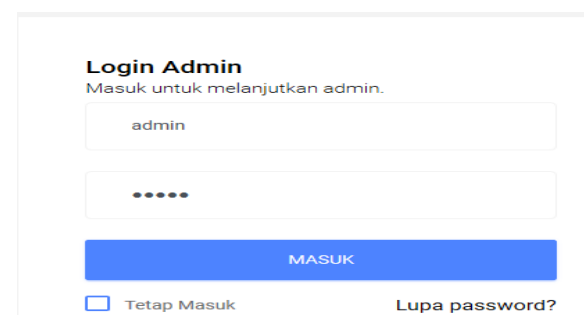 Login Admin
Masuk untuk melanjutkan admin.
admin
•••••
MASUK
Tetap Masuk Lupa password?